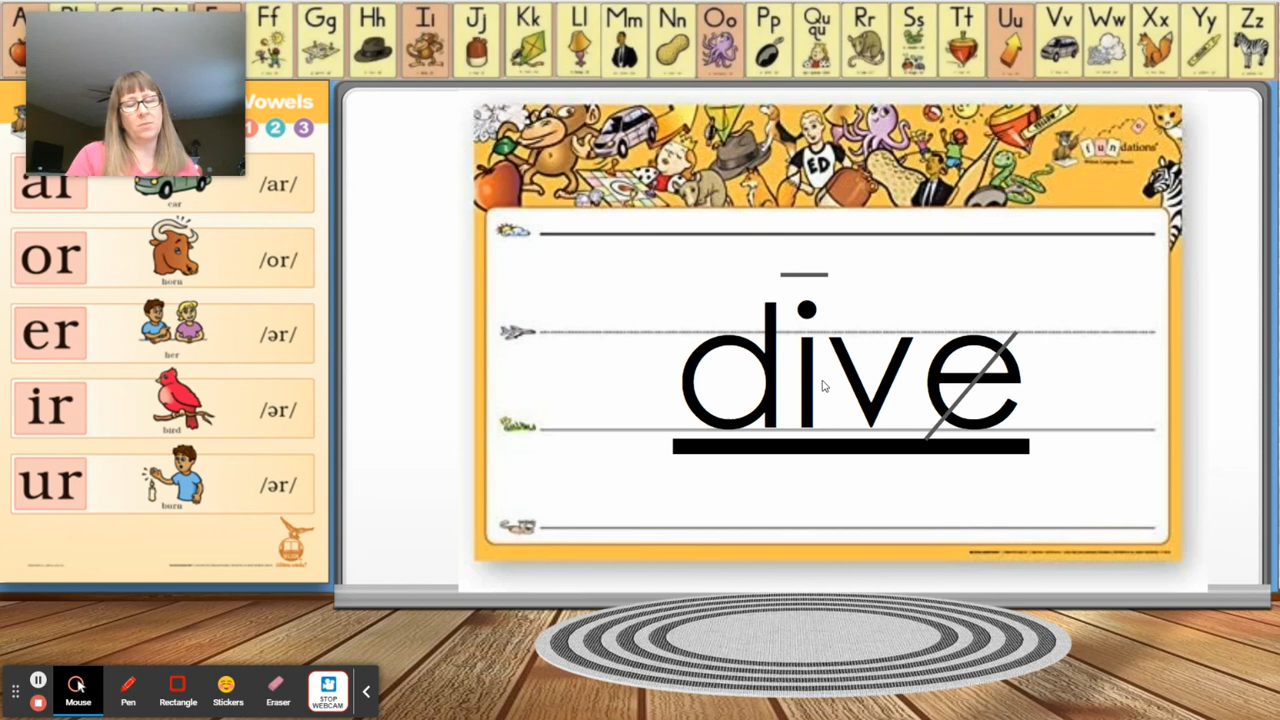 A Ff Gg Hh Ii Jj Kk Ll Mm Nn Oo Pp Qu qu Rr Ss Tt Uu Vv Ww Xx Yy Zz
Vowels
1 2 3
ar car /ar/
or horn /or/
er her /ər/
ir bird /ər/
ur burn /ər/
ED
fundations®
dive
Mouse Pen Rectangle Stickers Eraser STOP WEBCAM